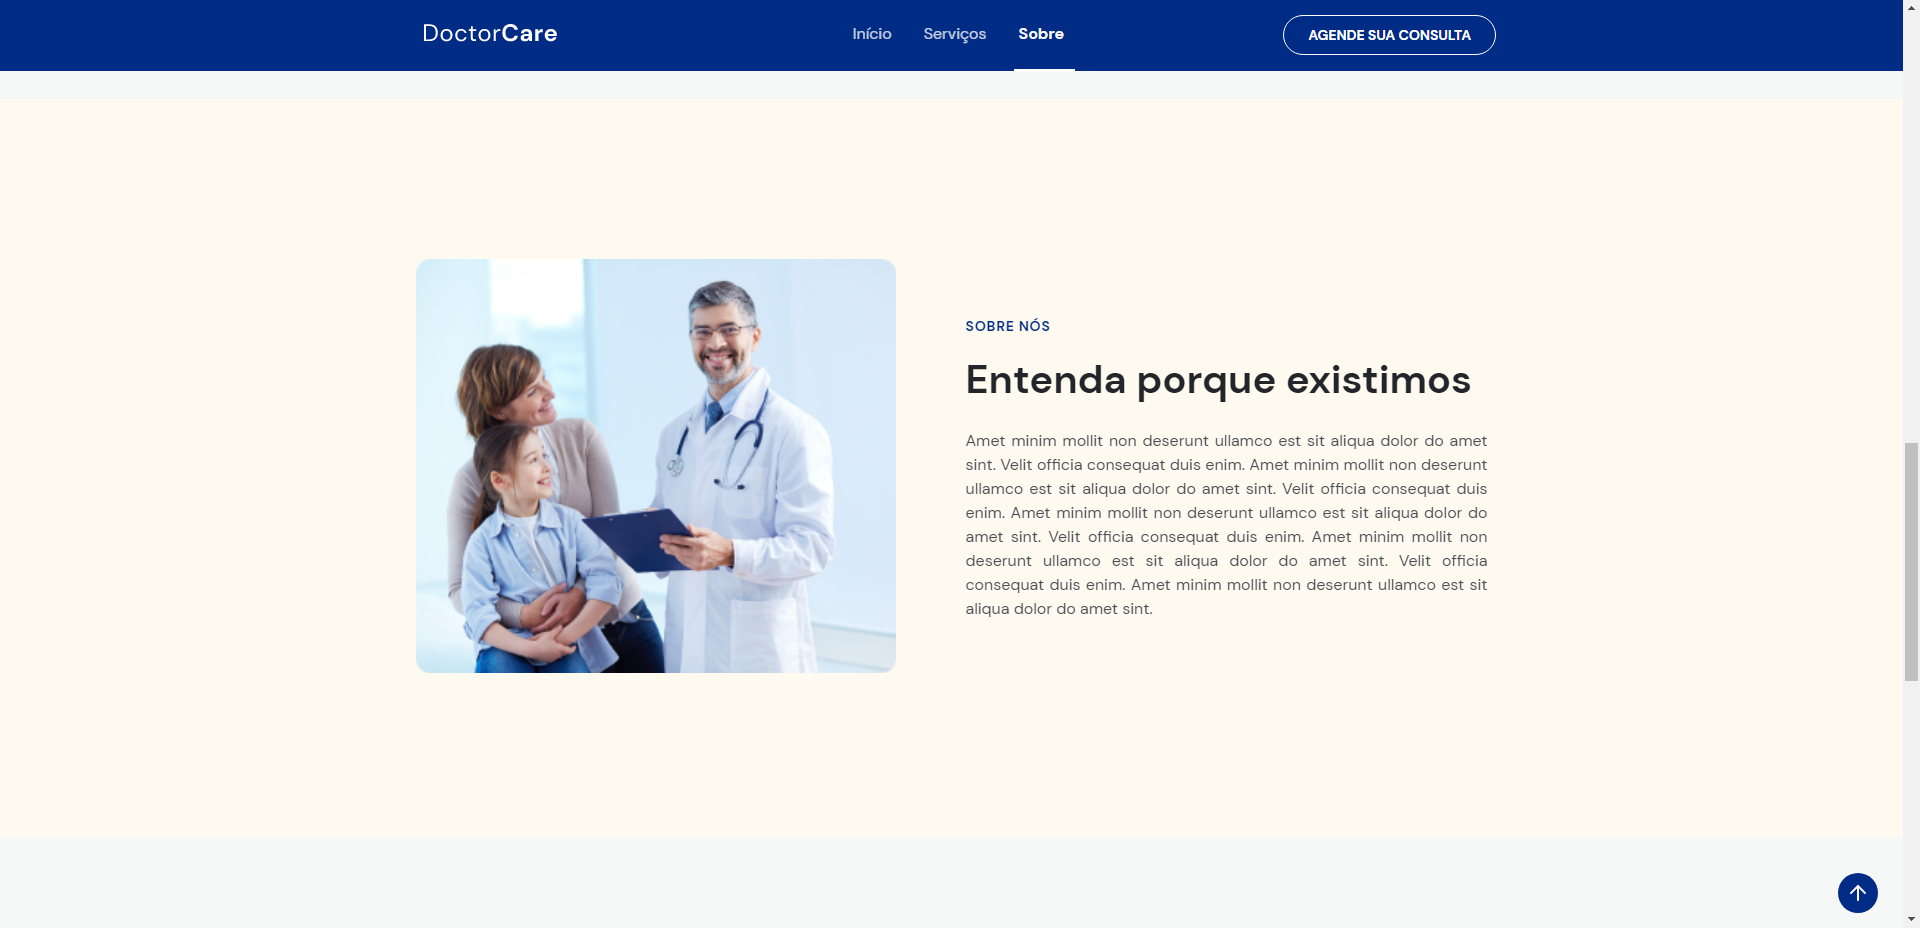 DoctorCare
Início
Serviços
Sobre
AGENDE SUA CONSULTA
SOBRE NÓS
Entenda porque existimos
Amet minim mollit non deserunt ullamco est sit aliqua dolor do amet
sint. Velit officia consequat duis enim. Amet minim mollit non deserunt
ullamco est sit aliqua dolor do amet sint. Velit officia consequat duis
enim. Amet minim mollit non deserunt ullamco est sit aliqua dolor do
amet sint. Velit officia consequat duis enim. Amet minim mollit non
deserunt ullamco est sit aliqua dolor do amet sint. Velit officia
consequat duis enim. Amet minim mollit non deserunt ullamco est sit
aliqua dolor do amet sint.